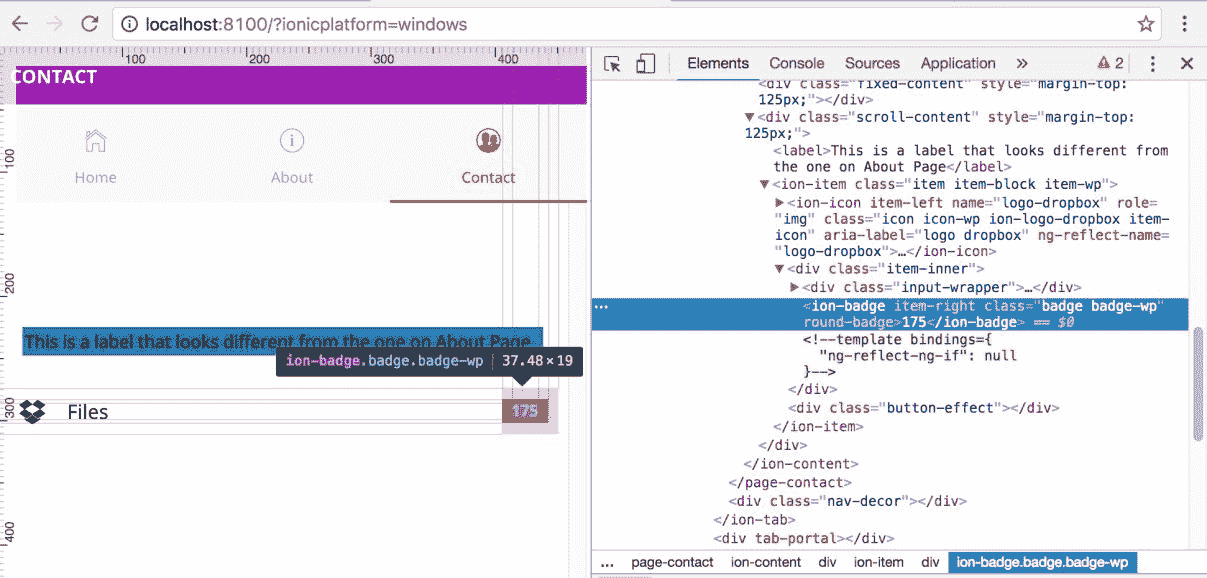 localhost:8100/?ionicplatform=windows
100 200 300 400
CONTACT
100
Home About Contact
200
This is a label that looks different from the one on About Page
ion-badge.badge.badge-wp 37.48 × 19
300
Files 175
400
Elements Console Sources Application » 2
<div class="fixed-content" style="margin-top:
125px;"></div>
▼<div class="scroll-content" style="margin-top:
125px;">
<label>This is a label that looks different from
the one on About Page</label>
▼<ion-item class="item item-block item-wp">
▶<ion-icon item-left name="logo-dropbox" role=
"img" class="icon icon-wp ion-logo-dropbox item-
icon" aria-label="logo dropbox" ng-reflect-name=
"logo-dropbox">…</ion-icon>
▼<div class="item-inner">
▶<div class="input-wrapper">…</div>
… <ion-badge item-right class="badge badge-wp"
round-badge>175</ion-badge> == $0
<!--template bindings={
"ng-reflect-ng-if": null
}-->
</div>
<div class="button-effect"></div>
</ion-item>
</div>
</ion-content>
</page-contact>
<div class="nav-decor"></div>
</ion-tab>
<div tab-portal></div>
… page-contact ion-content div ion-item div ion-badge.badge.badge-wp